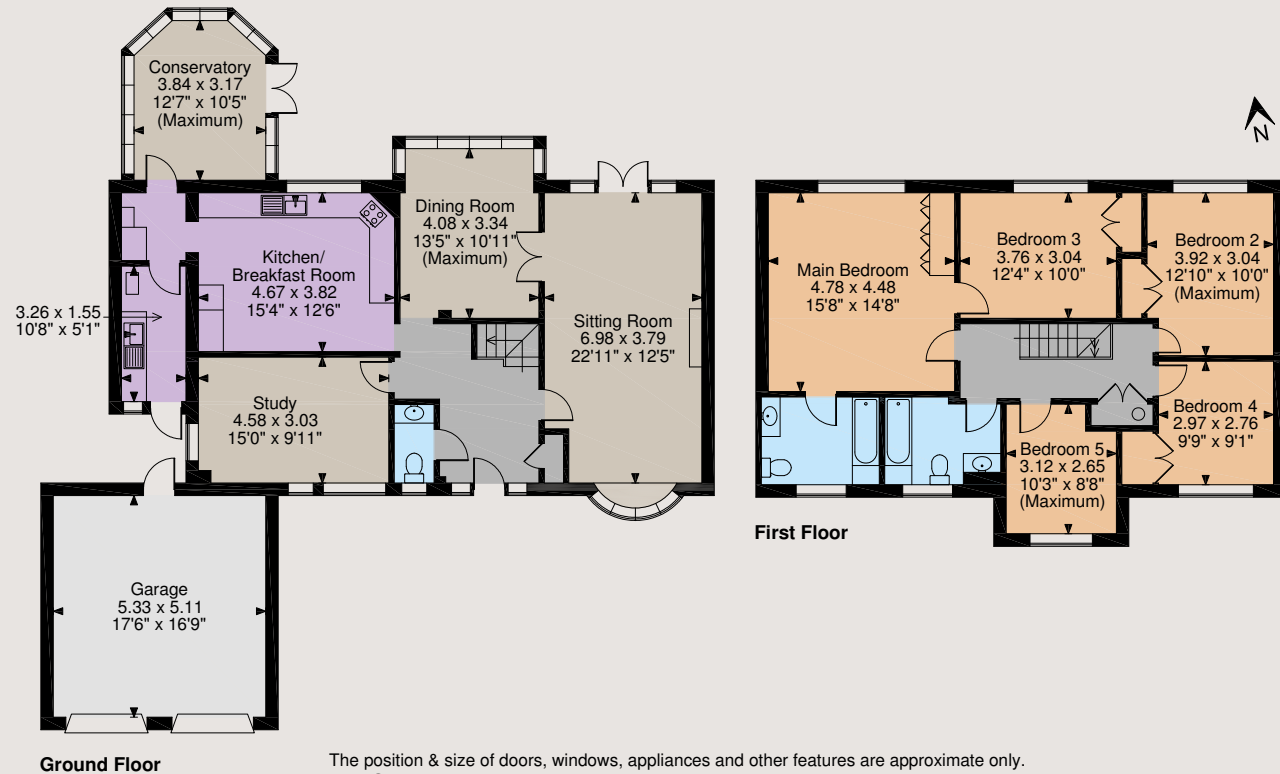 Conservatory
3.84 x 3.17
12'7" x 10'5"
(Maximum)
N
Dining Room
4.08 x 3.34
13'5" x 10'11"
(Maximum)
Kitchen/
Breakfast Room
4.67 x 3.82
15'4" x 12'6"
3.26 x 1.55
10'8" x 5'1"
Sitting Room
6.98 x 3.79
22'11" x 12'5"
Study
4.58 x 3.03
15'0" x 9'11"
Garage
5.33 x 5.11
17'6" x 16'9"
Ground Floor
Main Bedroom
4.78 x 4.48
15'8" x 14'8"
Bedroom 3
3.76 x 3.04
12'4" x 10'0"
Bedroom 2
3.92 x 3.04
12'10" x 10'0"
(Maximum)
Bedroom 4
2.97 x 2.76
9'9" x 9'1"
Bedroom 5
3.12 x 2.65
10'3" x 8'8"
(Maximum)
First Floor
The position & size of doors, windows, appliances and other features are approximate only.